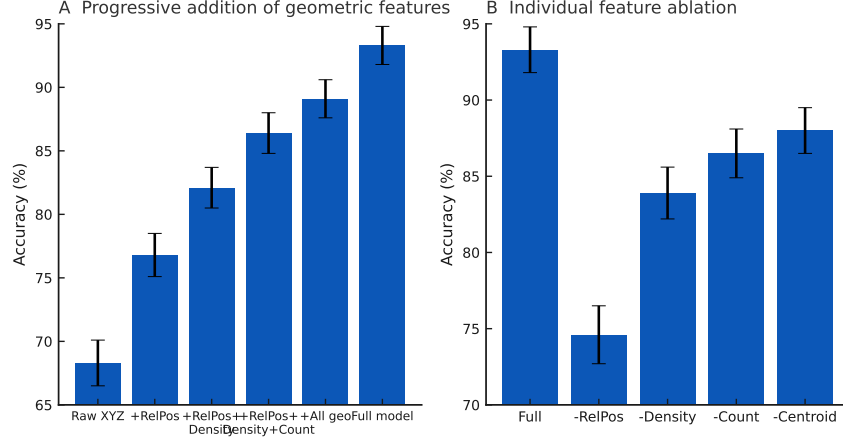 A Progressive addition of geometric features
95
90
85
80
75
70
65
Accuracy (%)
Raw XYZ
+RelPos
+RelPos+
Density
+RelPos+
Density+Count
+All geo
Full model
B Individual feature ablation
95
90
85
80
75
70
Accuracy (%)
Full
-RelPos
-Density
-Count
-Centroid